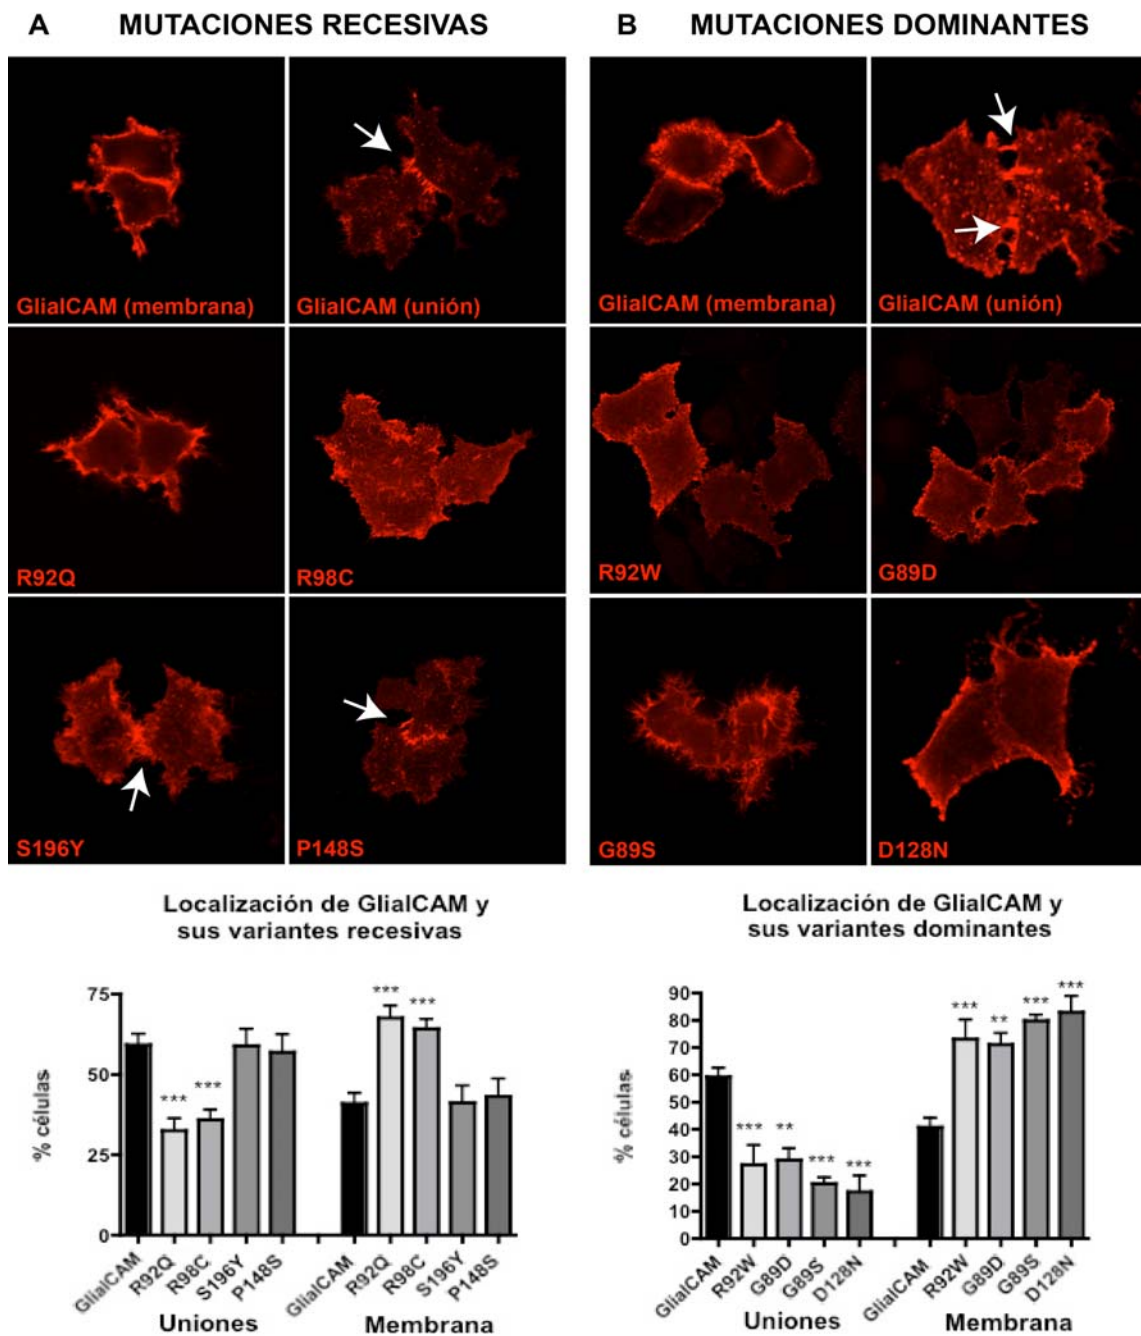 A MUTACIONES RECESIVAS
GlialCAM (membrana)
GlialCAM (unión)
R92Q
R98C
S196Y
P148S
Localización de GlialCAM y
sus variantes recesivas
% células
75
50
25
0
***
***
***
***
GlialCAM
R92Q
R98C
S196Y
P148S
GlialCAM
R92Q
R98C
S196Y
P148S
Uniones
Membrana
B MUTACIONES DOMINANTES
GlialCAM (membrana)
GlialCAM (unión)
R92W
G89D
G89S
D128N
Localización de GlialCAM y
sus variantes dominantes
% células
90
80
70
60
50
40
30
20
10
0
***
**
***
***
***
**
***
***
GlialCAM
R92W
G89D
G89S
D128N
GlialCAM
R92W
G89D
G89S
D128N
Uniones
Membrana